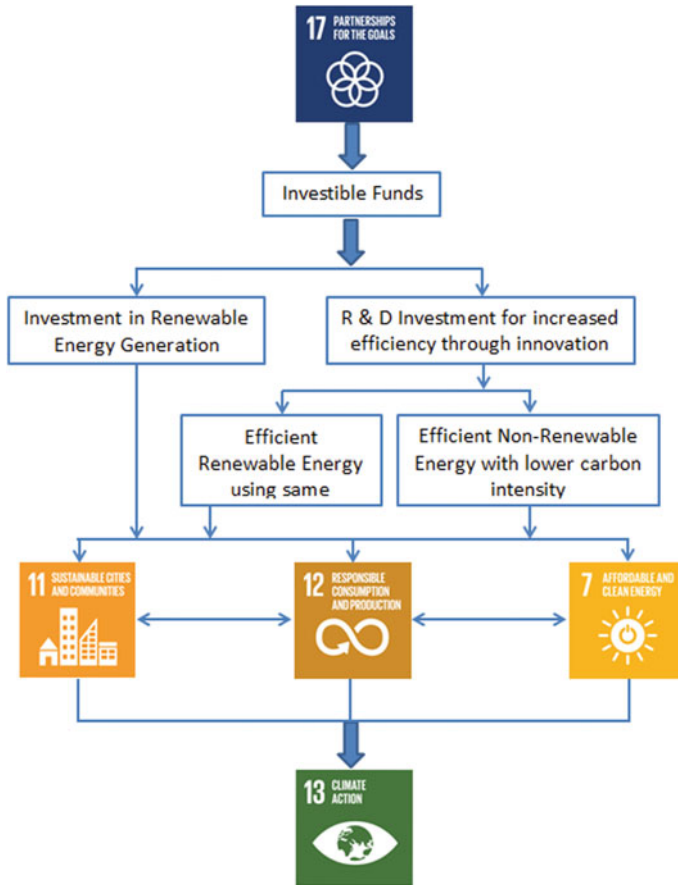 17 PARTNERSHIPS
FOR THE GOALS
Investible Funds
Investment in Renewable
Energy Generation
R & D Investment for increased
efficiency through innovation
Efficient
Renewable Energy
using same
Efficient Non-Renewable
Energy with lower carbon
intensity
11 SUSTAINABLE CITIES
AND COMMUNITIES
12 RESPONSIBLE
CONSUMPTION
AND PRODUCTION
7 AFFORDABLE AND
CLEAN ENERGY
13 CLIMATE
ACTION